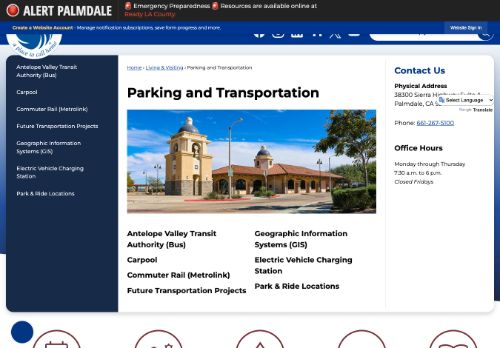 ALERT PALMDALE
🚨 Emergency Preparedness 🚨 Resources are available online at
Ready LA County.
Create a Website Account - Manage notification subscriptions, save form progress and more.
Website Sign In
a place to call home
Antelope Valley Transit
Authority (Bus)
Carpool
Commuter Rail (Metrolink)
Future Transportation Projects
Geographic Information
Systems (GIS)
Electric Vehicle Charging
Station
Park & Ride Locations
Home › Living & Visiting › Parking and Transportation
Parking and Transportation
Antelope Valley Transit
Authority (Bus)
Carpool
Commuter Rail (Metrolink)
Future Transportation Projects
Geographic Information
Systems (GIS)
Electric Vehicle Charging
Station
Park & Ride Locations
Contact Us
Physical Address
38300 Sierra Highway, Suite A
Palmdale, CA
Select Language
Google Translate
Phone: 661-267-5100
Office Hours
Monday through Thursday
7:30 a.m. to 6 p.m.
Closed Fridays